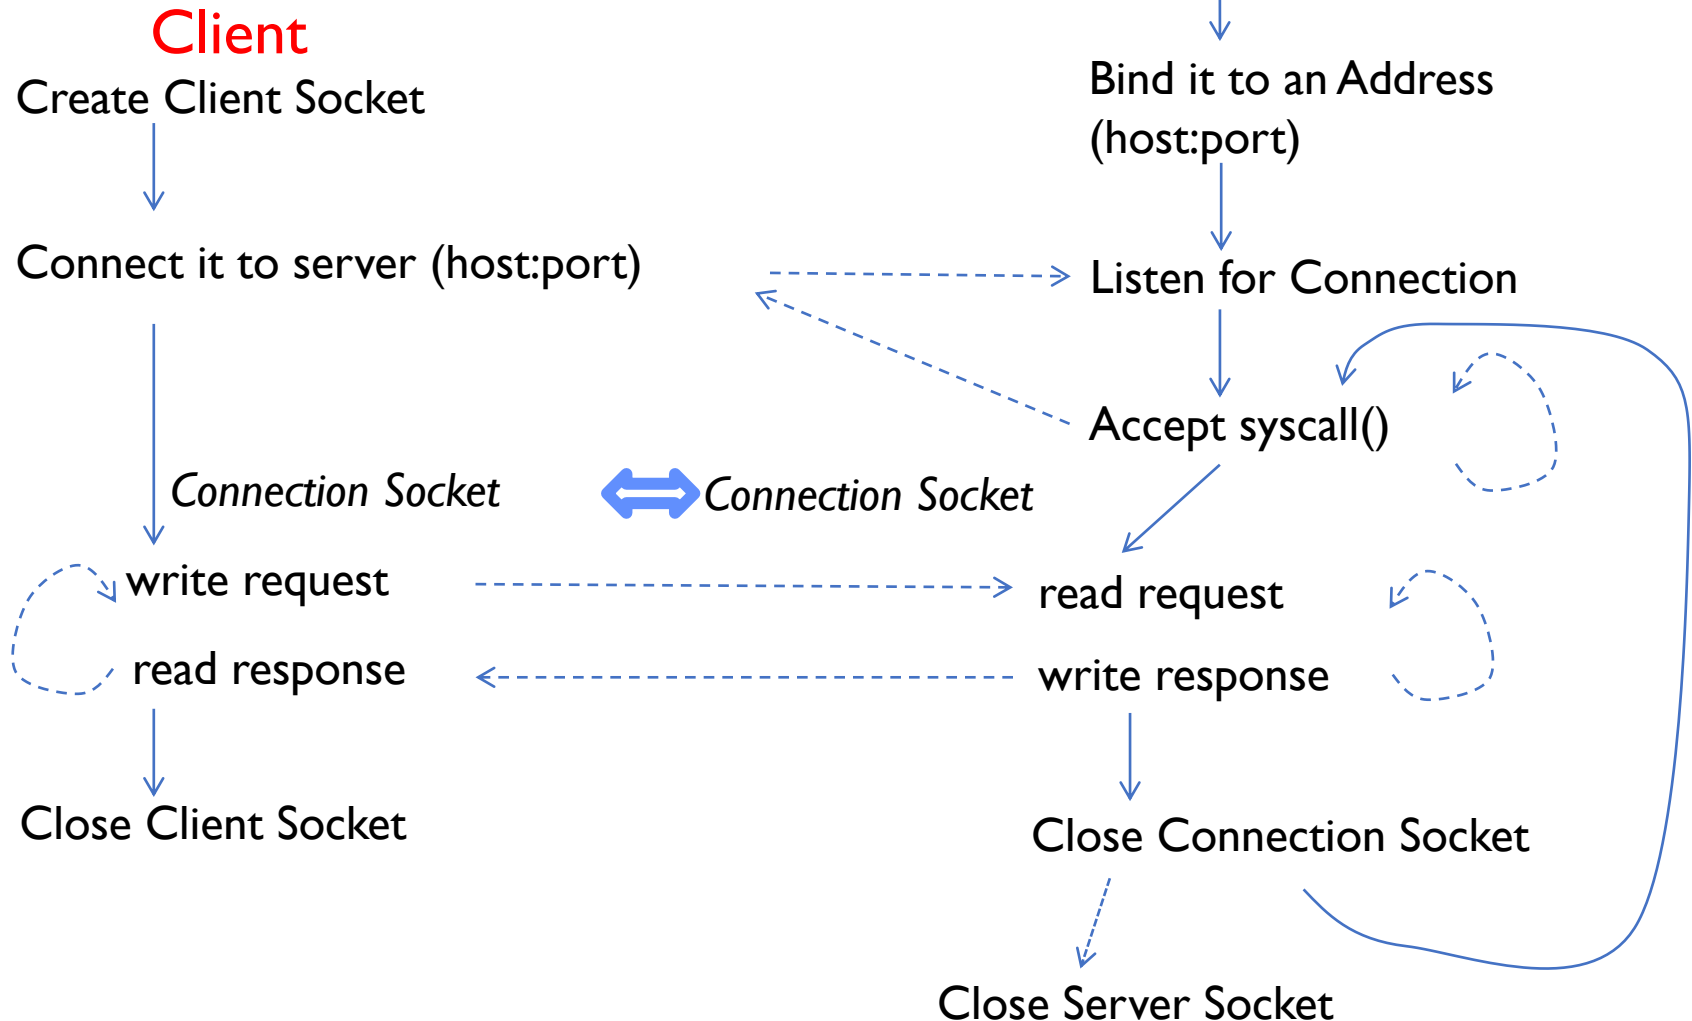 Client
Create Client Socket
Bind it to an Address
(host:port)
Connect it to server (host:port)
Listen for Connection
Accept syscall()
Connection Socket
Connection Socket
write request
read request
read response
write response
Close Client Socket
Close Connection Socket
Close Server Socket